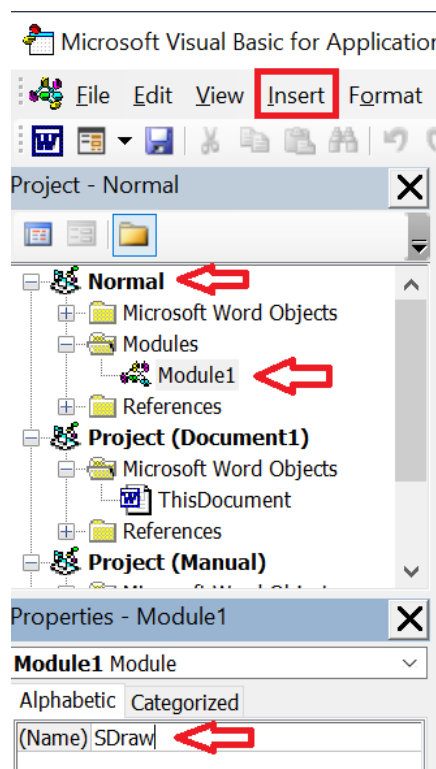 Microsoft Visual Basic for Application
File Edit View Insert Format
Project - Normal
Normal
Microsoft Word Objects
Modules
Module1
References
Project (Document1)
Microsoft Word Objects
ThisDocument
References
Project (Manual)
Properties - Module1
Module1 Module
Alphabetic Categorized
(Name) SDraw